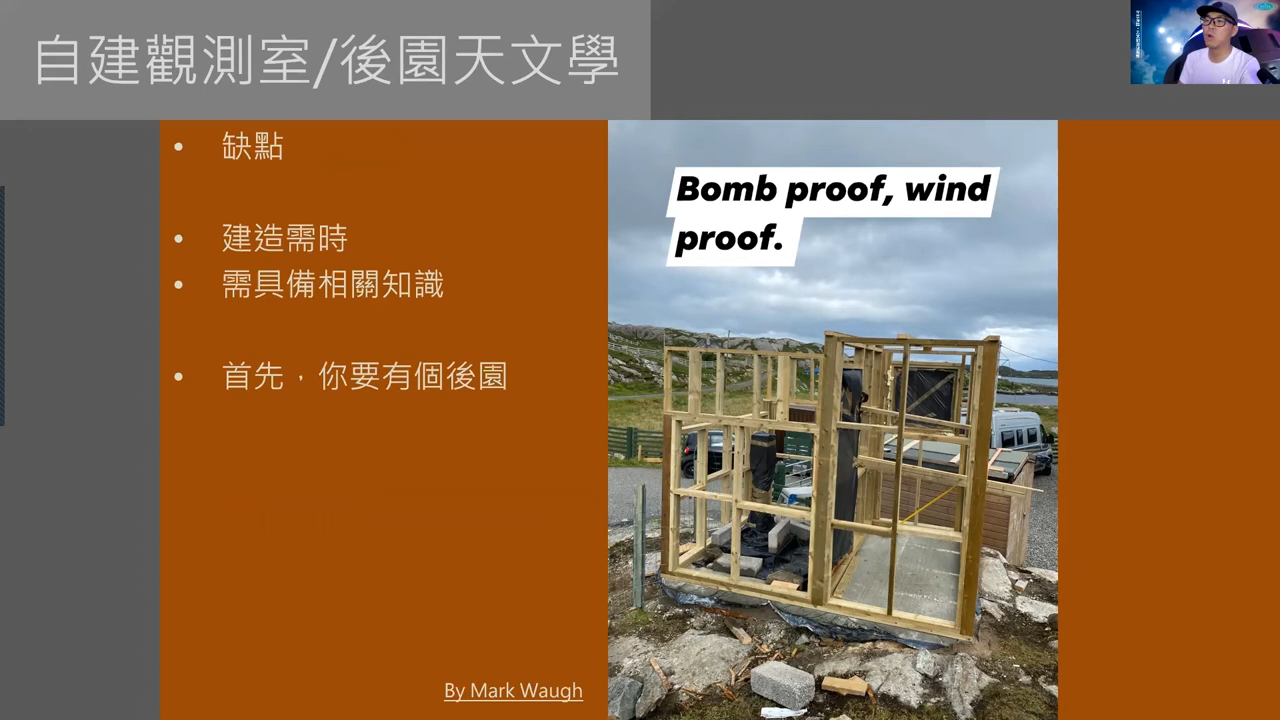 自建觀測室/後園天文學
缺點
建造需時
需具備相關知識
首先，你要有個後園
Bomb proof, wind
proof.
By Mark Waugh